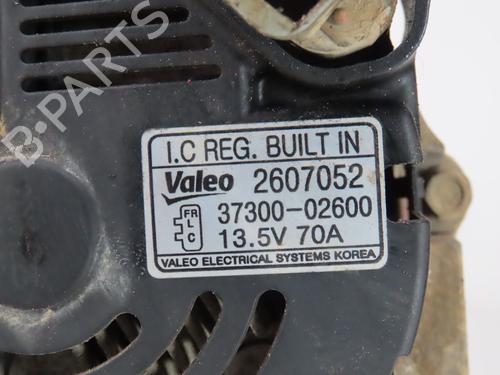 B-PARTS
I.C REG. BUILT IN
Valeo 2607052
FR
L
C
37300-02600
13.5V 70A
VALEO ELECTRICAL SYSTEMS KOREA